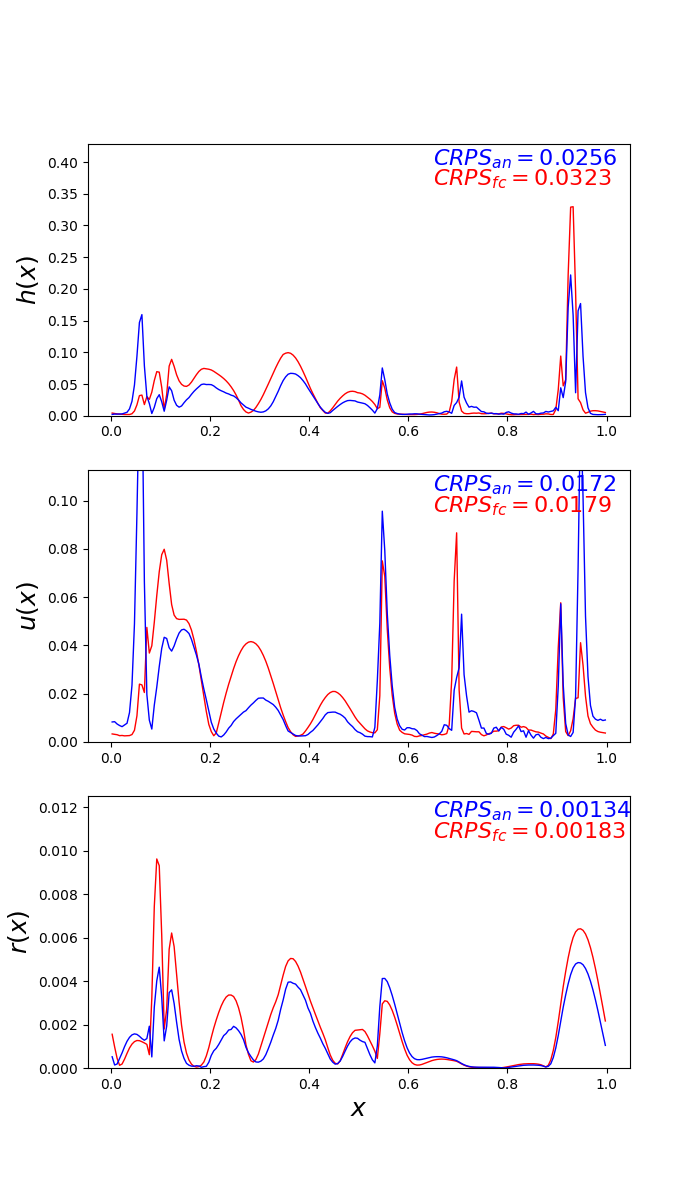 CRPS_an = 0.0256
CRPS_fc = 0.0323
0.40
0.35
0.30
0.25
0.20
0.15
0.10
0.05
0.00
h(x)
0.0 0.2 0.4 0.6 0.8 1.0
CRPS_an = 0.0172
CRPS_fc = 0.0179
0.10
0.08
0.06
0.04
0.02
0.00
u(x)
0.0 0.2 0.4 0.6 0.8 1.0
CRPS_an = 0.00134
CRPS_fc = 0.00183
0.012
0.010
0.008
0.006
0.004
0.002
0.000
r(x)
0.0 0.2 0.4 0.6 0.8 1.0
x